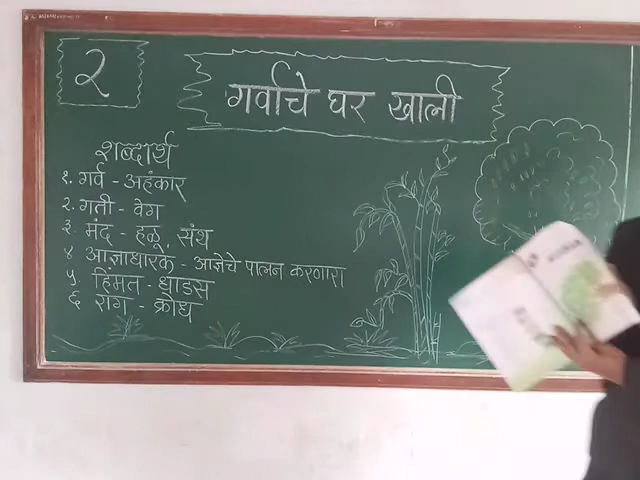 २
गर्वाचे घर खाली
शब्दार्थ
१. गर्व - अहंकार
२. गती - वेग
३. मंद - हळू, संथ
४ आज्ञाधारक - आज्ञेचे पालन करणारा
५ हिंमत - धाडस
६ राग - क्रोध